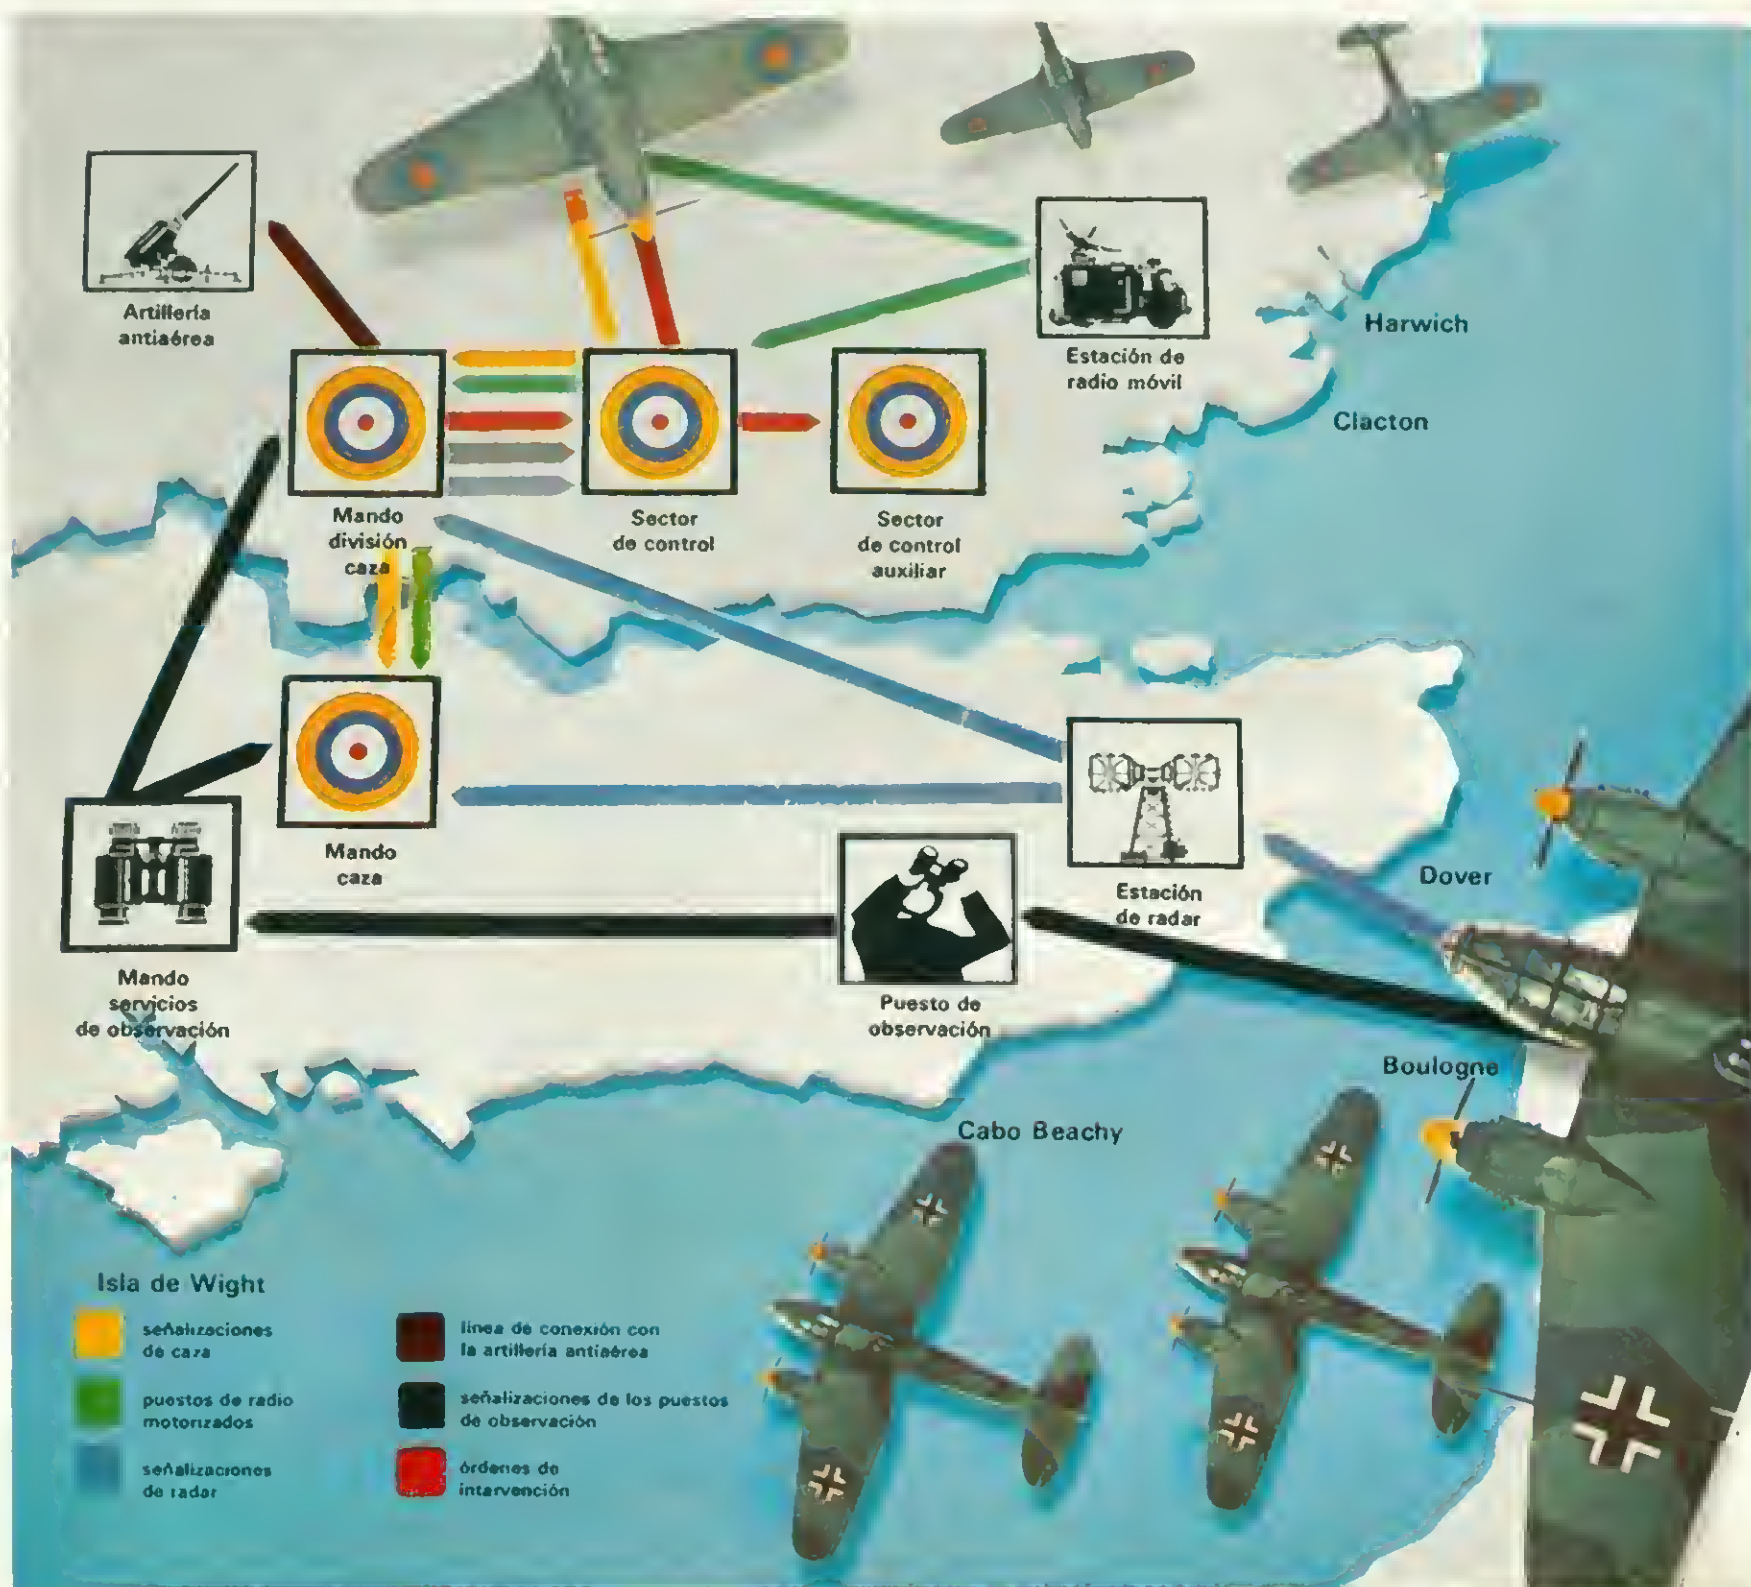 Artillería
antiaérea
Estación de
radio móvil
Harwich
Clacton
Mando
división
caza
Sector
de control
Sector
de control
auxiliar
Mando
caza
Estación
de radar
Dover
Mando
servicios
de observación
Puesto de
observación
Boulogne
Cabo Beachy
Isla de Wight
señalizaciones
de caza
puestos de radio
motorizados
señalizaciones
de radar
línea de conexión con
la artillería antiaérea
señalizaciones de los puestos
de observación
órdenes de
intervención